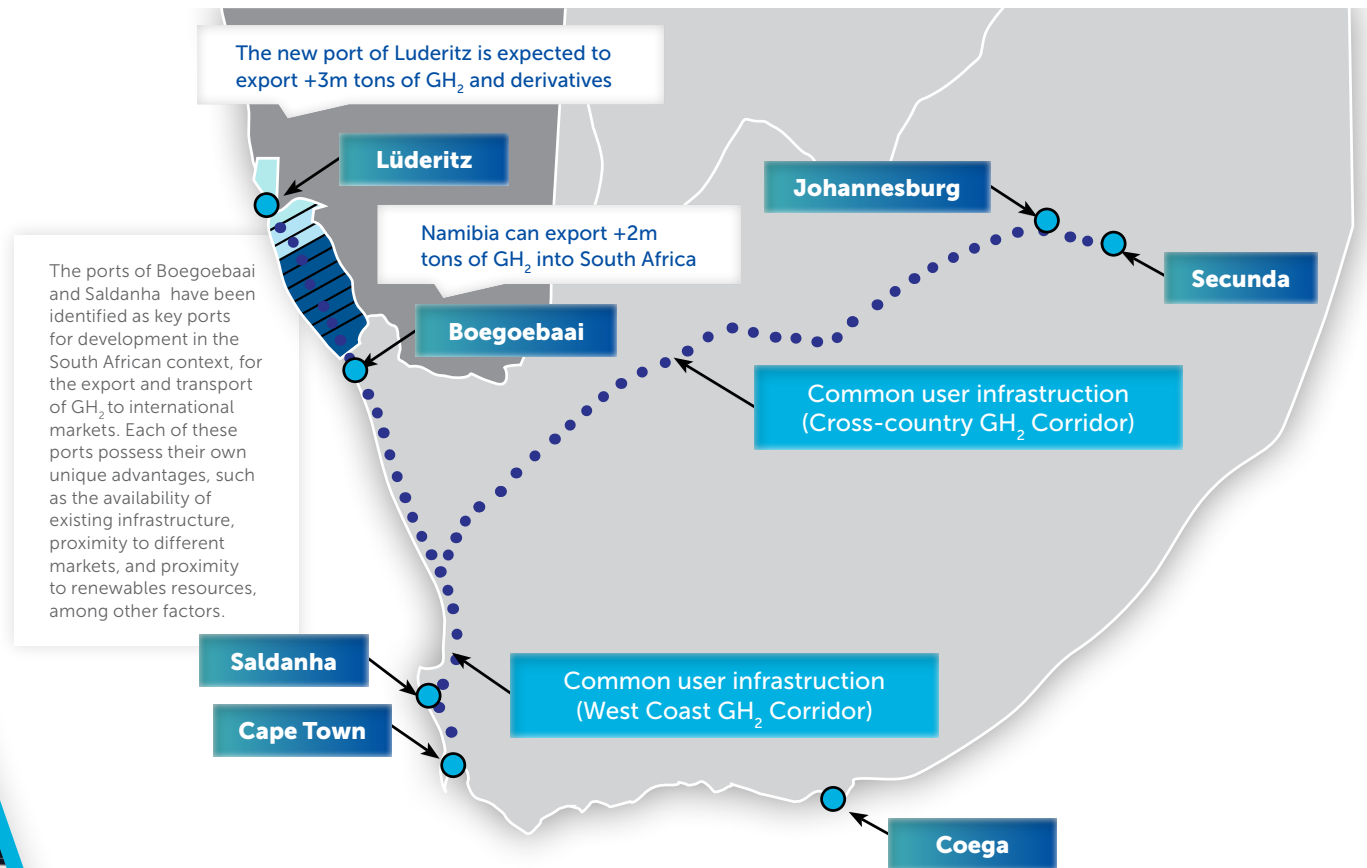 The new port of Luderitz is expected to
export +3m tons of GH₂ and derivatives
Lüderitz
Johannesburg
Namibia can export +2m
tons of GH₂ into South Africa
Secunda
The ports of Boegoebaai
and Saldanha have been
identified as key ports
for development in the
South African context, for
the export and transport
of GH₂ to international
markets. Each of these
ports possess their own
unique advantages, such
as the availability of
existing infrastructure,
proximity to different
markets, and proximity
to renewables resources,
among other factors.
Boegoebaai
Common user infrastruction
(Cross-country GH₂ Corridor)
Saldanha
Common user infrastruction
(West Coast GH₂ Corridor)
Cape Town
Coega